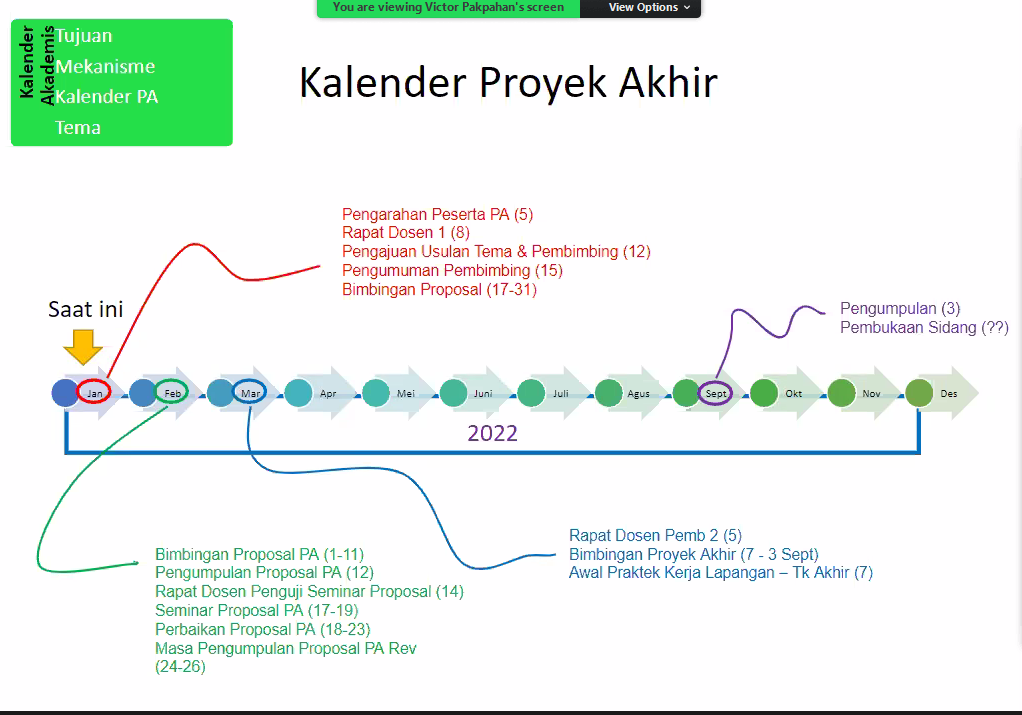 You are viewing Victor Pakpahan's screen
View Options
Kalender
Akademis
Tujuan
Mekanisme
Kalender PA
Tema
Kalender Proyek Akhir
Pengarahan Peserta PA (5)
Rapat Dosen 1 (8)
Pengajuan Usulan Tema & Pembimbing (12)
Pengumuman Pembimbing (15)
Bimbingan Proposal (17-31)
Saat ini
Pengumpulan (3)
Pembukaan Sidang (??)
Jan Feb Mar Apr Mei Juni Juli Agus Sept Okt Nov Des
2022
Rapat Dosen Pemb 2 (5)
Bimbingan Proyek Akhir (7 - 3 Sept)
Awal Praktek Kerja Lapangan – Tk Akhir (7)
Bimbingan Proposal PA (1-11)
Pengumpulan Proposal PA (12)
Rapat Dosen Penguji Seminar Proposal (14)
Seminar Proposal PA (17-19)
Perbaikan Proposal PA (18-23)
Masa Pengumpulan Proposal PA Rev
(24-26)